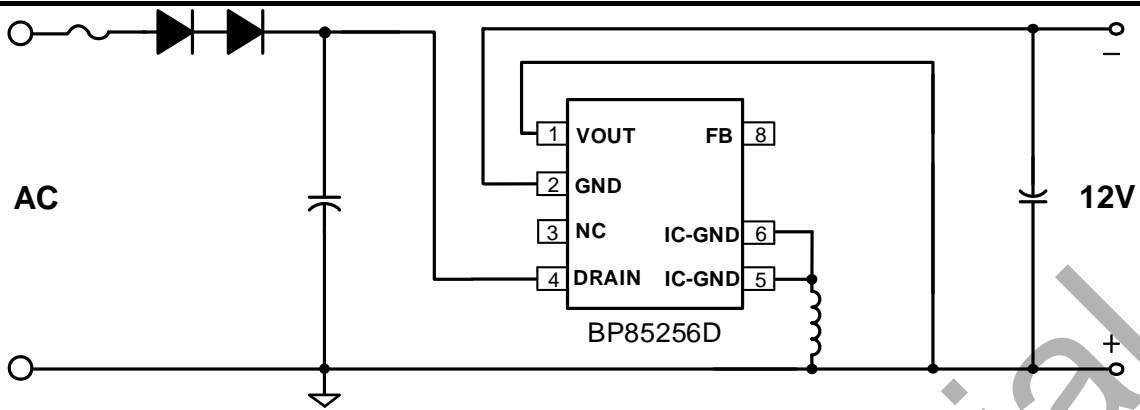 AC
1 VOUT
2 GND
3 NC
4 DRAIN
FB 8
IC-GND 6
IC-GND 5
BP85256D
−
12V
+